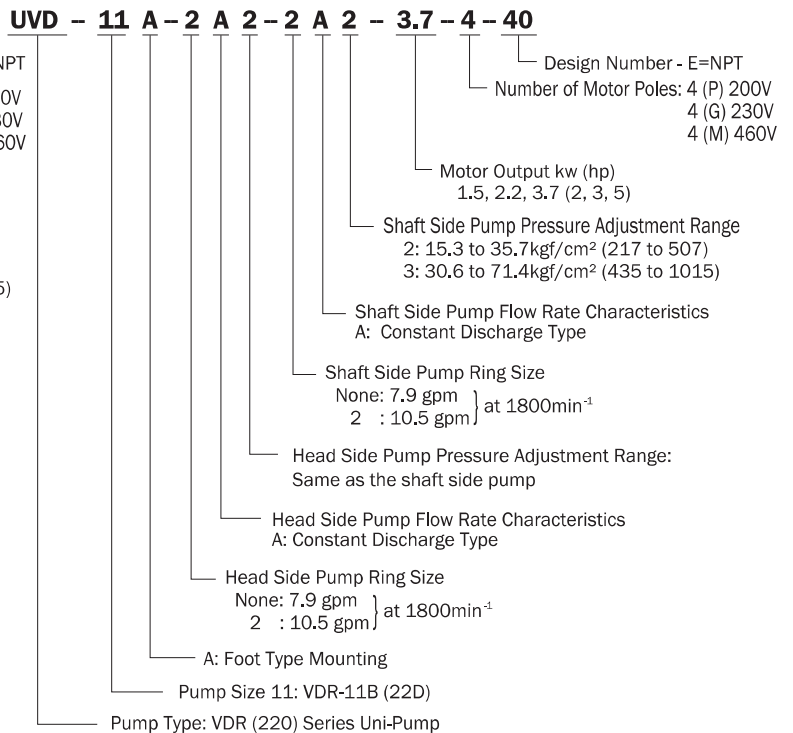 UVD -- 11 A - 2 A 2 - 2 A 2 -- 3.7 - 4 - 40
Design Number - E=NPT
Number of Motor Poles: 4 (P) 200V
4 (G) 230V
4 (M) 460V
Motor Output kw (hp)
1.5, 2.2, 3.7 (2, 3, 5)
Shaft Side Pump Pressure Adjustment Range
2: 15.3 to 35.7kgf/cm² (217 to 507)
3: 30.6 to 71.4kgf/cm² (435 to 1015)
Shaft Side Pump Flow Rate Characteristics
A: Constant Discharge Type
Shaft Side Pump Ring Size
None: 7.9 gpm
2 : 10.5 gpm } at 1800min⁻¹
Head Side Pump Pressure Adjustment Range:
Same as the shaft side pump
Head Side Pump Flow Rate Characteristics
A: Constant Discharge Type
Head Side Pump Ring Size
None: 7.9 gpm
2 : 10.5 gpm } at 1800min⁻¹
A: Foot Type Mounting
Pump Size 11: VDR-11B (22D)
Pump Type: VDR (220) Series Uni-Pump